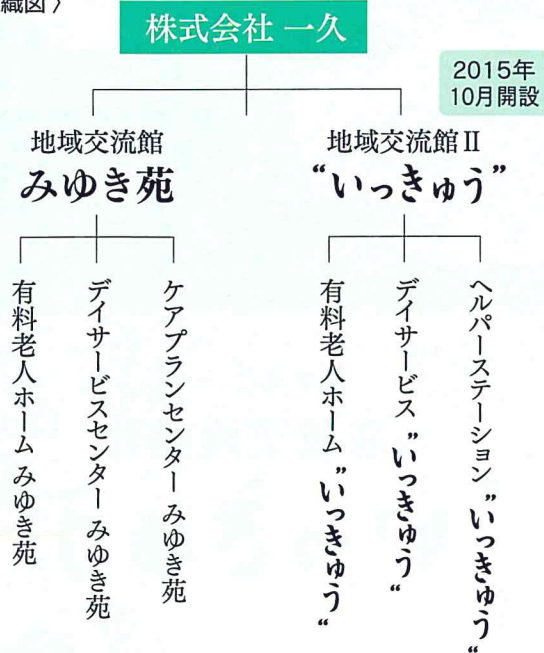 織図〉
株式会社 一久
2015年
10月開設
地域交流館
みゆき苑
地域交流館Ⅱ
“いっきゅう”
有料老人ホーム みゆき苑
デイサービスセンター みゆき苑
ケアプランセンター みゆき苑
有料老人ホーム “いっきゅう”
デイサービス “いっきゅう”
ヘルパーステーション “いっきゅう”